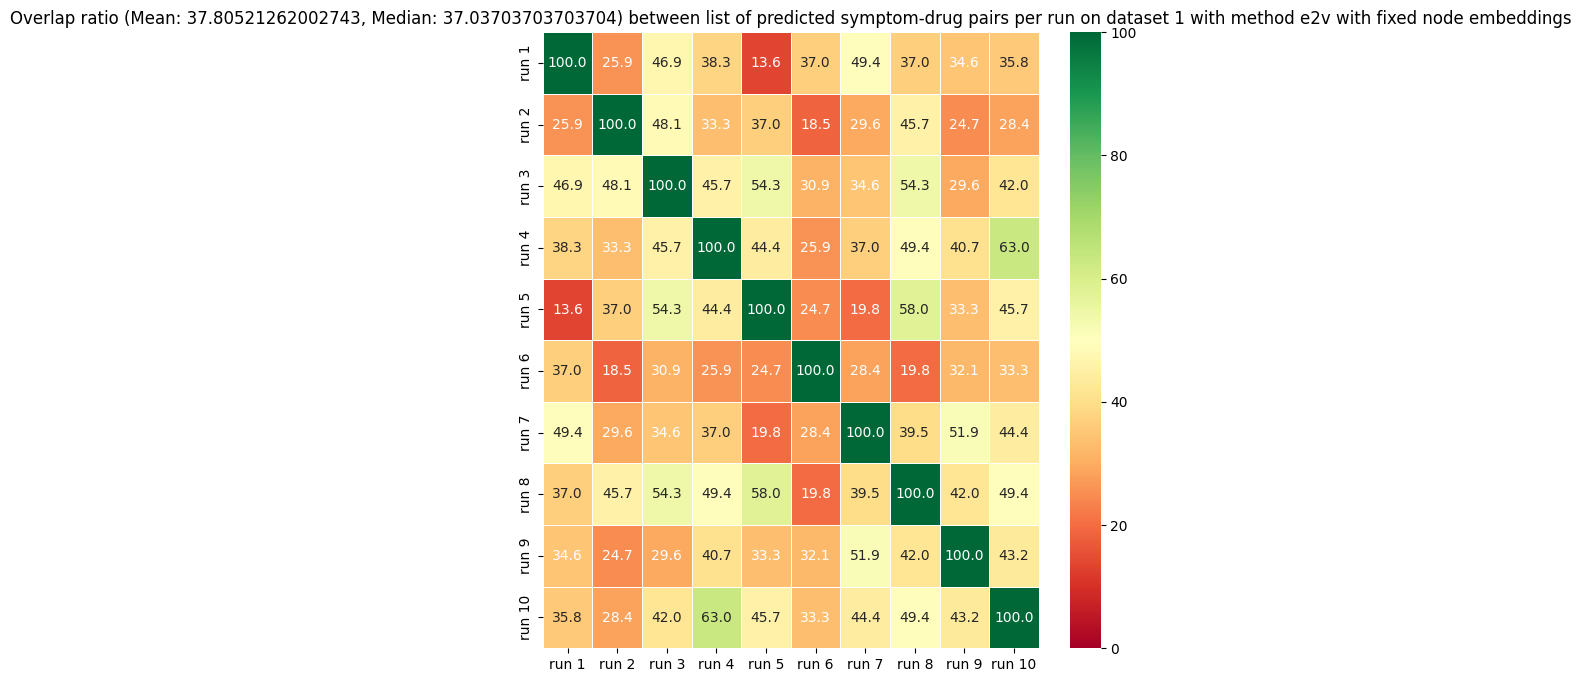 Overlap ratio (Mean: 37.80521262002743, Median: 37.03703703703704) between list of predicted symptom-drug pairs per run on dataset 1 with method e2v with fixed node embeddings
run 1 100.0 25.9 46.9 38.3 13.6 37.0 49.4 37.0 34.6 35.8
run 2 25.9 100.0 48.1 33.3 37.0 18.5 29.6 45.7 24.7 28.4
run 3 46.9 48.1 100.0 45.7 54.3 30.9 34.6 54.3 29.6 42.0
run 4 38.3 33.3 45.7 100.0 44.4 25.9 37.0 49.4 40.7 63.0
run 5 13.6 37.0 54.3 44.4 100.0 24.7 19.8 58.0 33.3 45.7
run 6 37.0 18.5 30.9 25.9 24.7 100.0 28.4 19.8 32.1 33.3
run 7 49.4 29.6 34.6 37.0 19.8 28.4 100.0 39.5 51.9 44.4
run 8 37.0 45.7 54.3 49.4 58.0 19.8 39.5 100.0 42.0 49.4
run 9 34.6 24.7 29.6 40.7 33.3 32.1 51.9 42.0 100.0 43.2
run 10 35.8 28.4 42.0 63.0 45.7 33.3 44.4 49.4 43.2 100.0
run 1 run 2 run 3 run 4 run 5 run 6 run 7 run 8 run 9 run 10
100
80
60
40
20
0